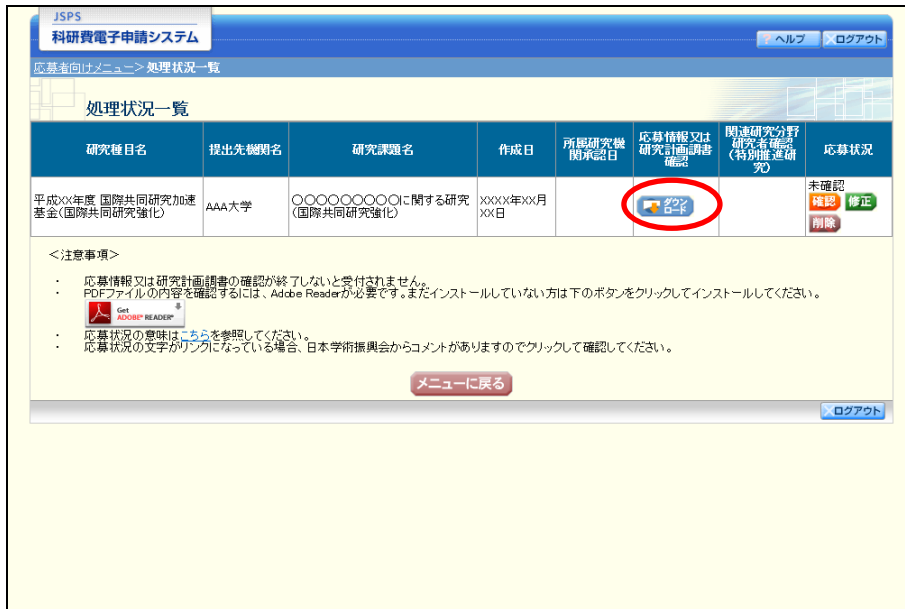 JSPS
科研費電子申請システム
? ヘルプ
ログアウト
応募者向けメニュー>処理状況一覧
処理状況一覧
研究種目名
提出先機関名
研究課題名
作成日
所属研究機
関承認日
応募情報又は
研究計画調書
確認
関連研究分野
研究者確認
(特別推進研
究)
応募状況
平成××年度 国際共同研究加速
基金(国際共同研究強化)
AAA大学
○○○○○○○○○に関する研究
(国際共同研究強化)
××××年××月
××日
ダウン
ロード
未確認
確認 修正
削除
<注意事項>
・ 応募情報又は研究計画調書の確認が終了しないと受付されません。
・ PDFファイルの内容を確認するには、Adobe Readerが必要です。まだインストールしていない方は下のボタンをクリックしてインストールしてください。
Get
ADOBE® READER®
・ 応募状況の意味はこちらを参照してください。
・ 応募状況の文字がリンクになっている場合、日本学術振興会からコメントがありますのでクリックして確認してください。
メニューに戻る
ログアウト